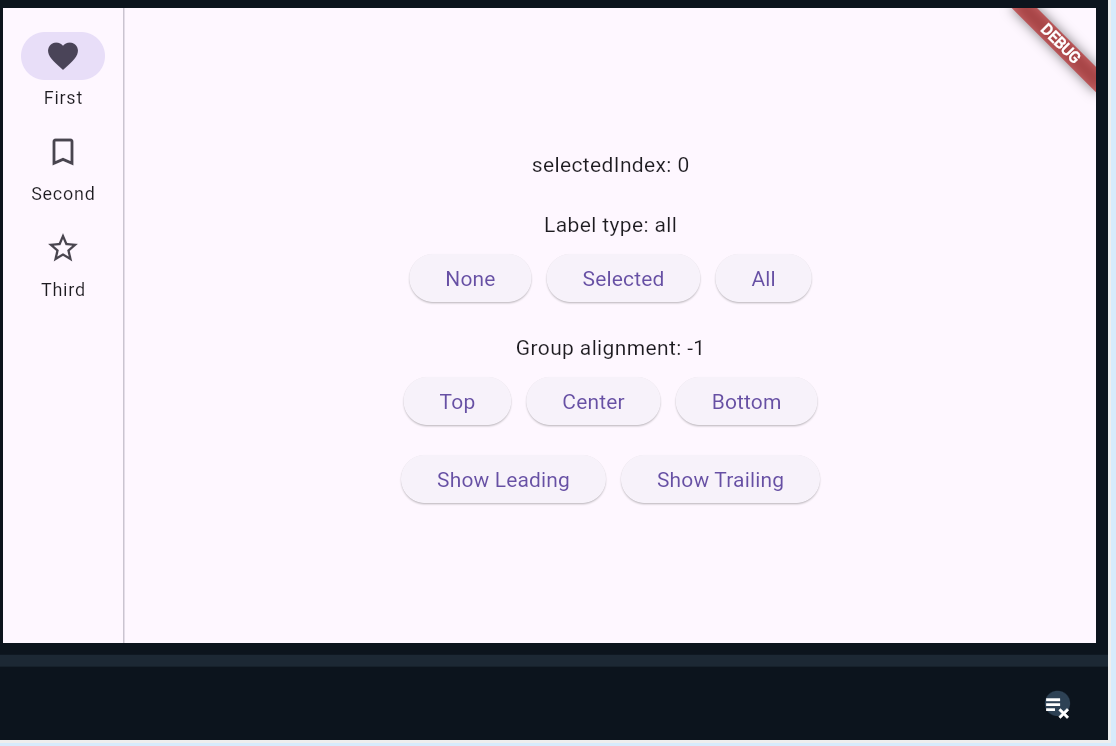 DEBUG
First
Second
Third
selectedIndex: 0
Label type: all
None Selected All
Group alignment: -1
Top Center Bottom
Show Leading Show Trailing